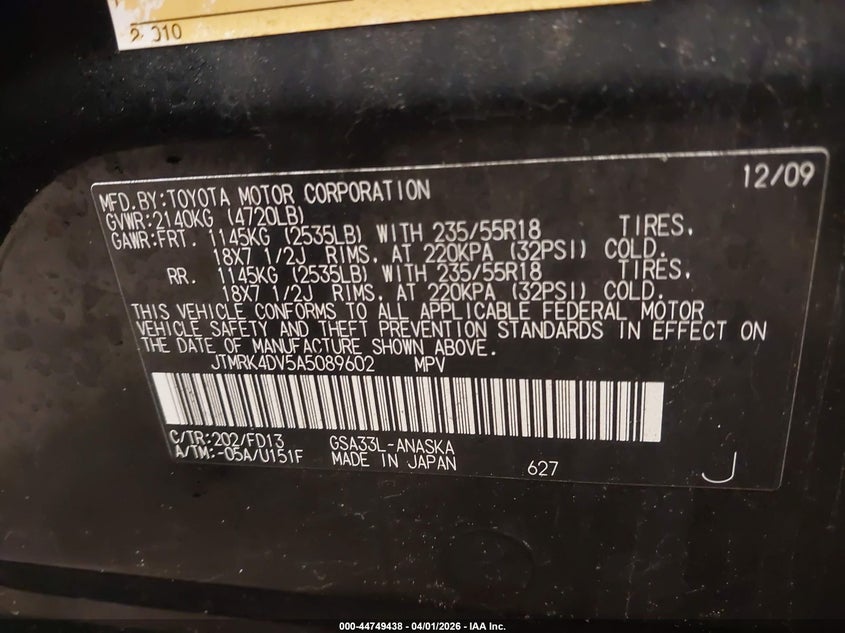 2010
12/09
MFD.BY:TOYOTA MOTOR CORPORATION
GVWR:2140KG (4720LB)
GAWR:FRT. 1145KG (2535LB) WITH 235/55R18 TIRES,
18X7 1/2J RIMS, AT 220KPA (32PSI) COLD.
RR. 1145KG (2535LB) WITH 235/55R18 TIRES,
18X7 1/2J RIMS, AT 220KPA (32PSI) COLD.
THIS VEHICLE CONFORMS TO ALL APPLICABLE FEDERAL MOTOR
VEHICLE SAFETY AND THEFT PREVENTION STANDARDS IN EFFECT ON
THE DATE OF MANUFACTURE SHOWN ABOVE.
JTMRK4DV5A5089602 MPV
C/TR:202/FD13 GSA33L-ANASKA
A/TM:-05A/U151F MADE IN JAPAN 627 J
000-44749438 - 04/01/2026 - IAA Inc.